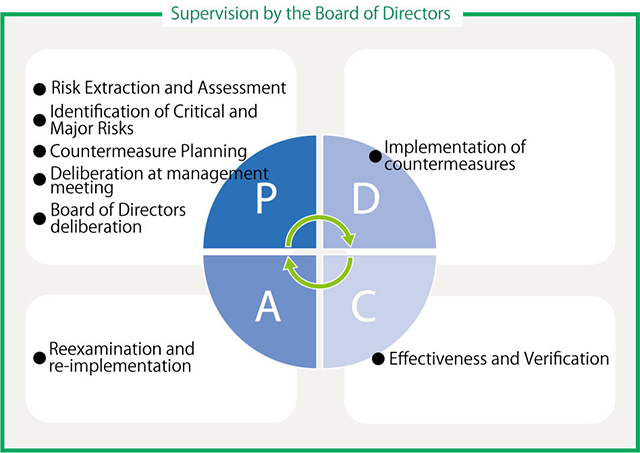 Supervision by the Board of Directors
● Risk Extraction and Assessment
● Identification of Critical and
Major Risks
● Countermeasure Planning
● Deliberation at management
meeting
● Board of Directors
deliberation
P
● Implementation of
countermeasures
D
A
● Reexamination and
re-implementation
C
● Effectiveness and Verification